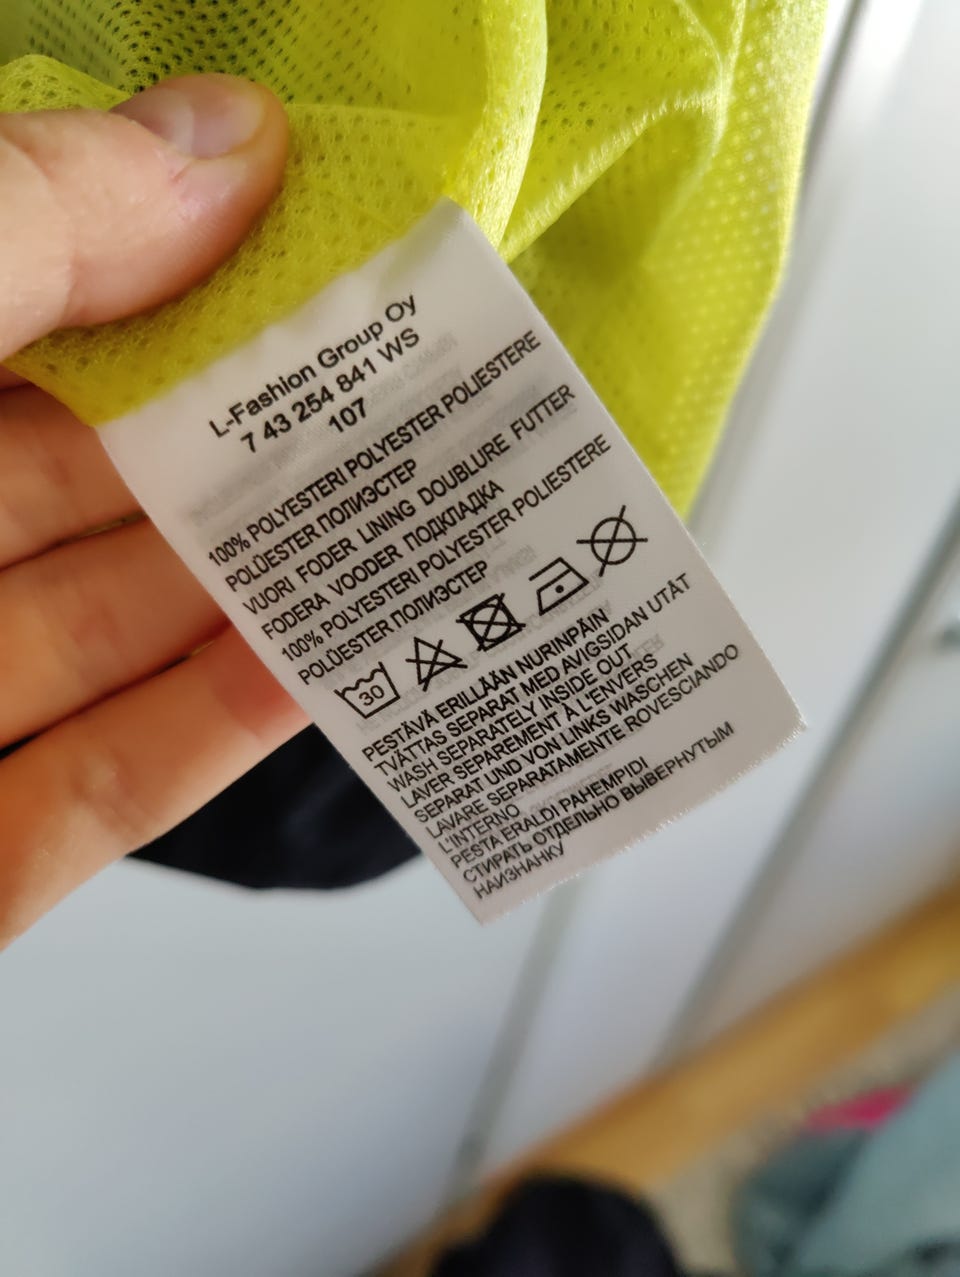 L-Fashion Group Oy
7 43 254 841 WS
107
100% POLYESTERI POLYESTER POLIESTERE
POLÜESTER ПОЛИЭСТЕР
VUORI FODER LINING DOUBLURE FUTTER
FODERA VOODER ПОДКЛАДКА
100% POLYESTERI POLYESTER POLIESTERE
POLÜESTER ПОЛИЭСТЕР
30
PESTÄVÄ ERILLÄÄN NURINPÄIN
TVÄTTAS SEPARAT MED AVIGSIDAN UTÅT
WASH SEPARATELY INSIDE OUT
LAVER SEPAREMENT À L'ENVERS
SEPARAT UND VON LINKS WASCHEN
LAVARE SEPARATAMENTE ROVESCIANDO
L'INTERNO
PESTA ERALDI PAHEMPIDI
СТИРАТЬ ОТДЕЛЬНО ВЫВЕРНУТЫМ
НАИЗНАНКУ